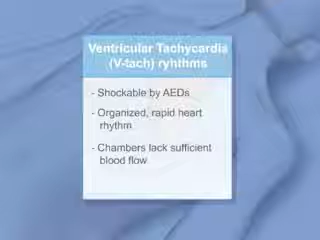 Ventricular Tachycardia
(V-tach) ryhthms
- Shockable by AEDs
- Organized, rapid heart
rhythm
- Chambers lack sufficient
blood flow